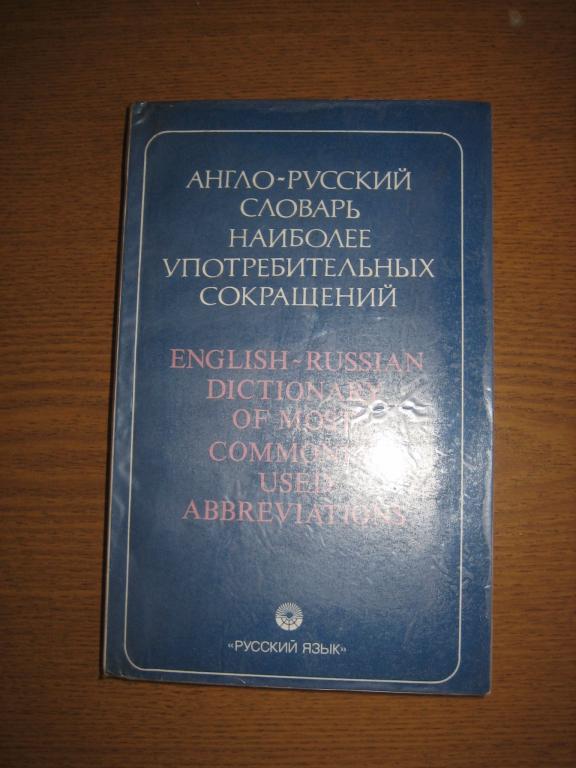 АНГЛО-РУССКИЙ
СЛОВАРЬ
НАИБОЛЕЕ
УПОТРЕБИТЕЛЬНЫХ
СОКРАЩЕНИЙ
ENGLISH-RUSSIAN
DICTIONARY
OF MOST
COMMONLY
USED
ABBREVIATIONS
«РУССКИЙ ЯЗЫК»